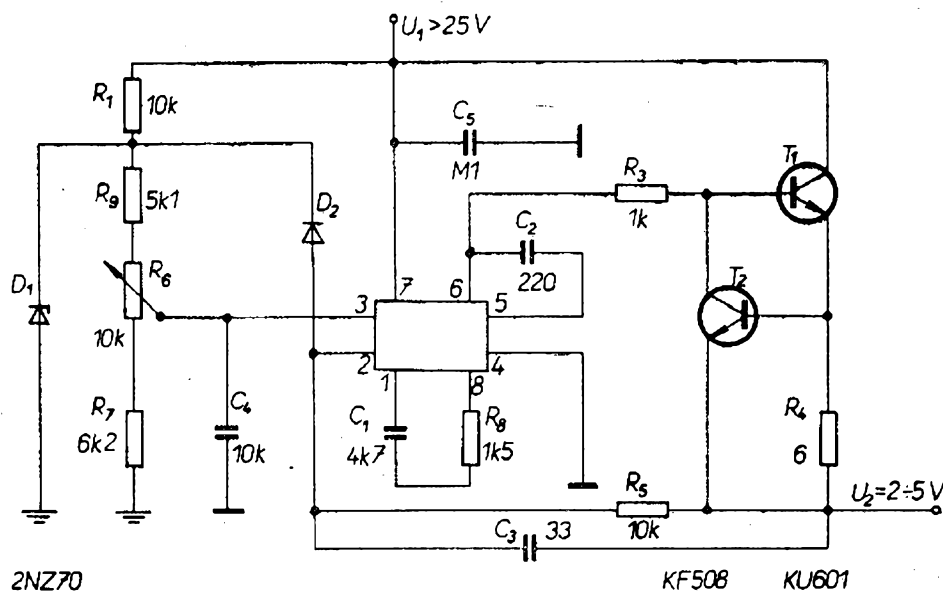 U₁>25V
R₁
10k
C₅
M1
T₁
R₉
5k1
D₂
R₃
1k
C₂
220
R₆
D₁
10k
T₂
3
7
6
5
2
1
8
4
R₇
6k2
C₄
10k
C₁
4k7
R₈
1k5
R₄
6
R₅
10k
U₂=2÷5V
C₃
33
2NZ70
KF508
KU601